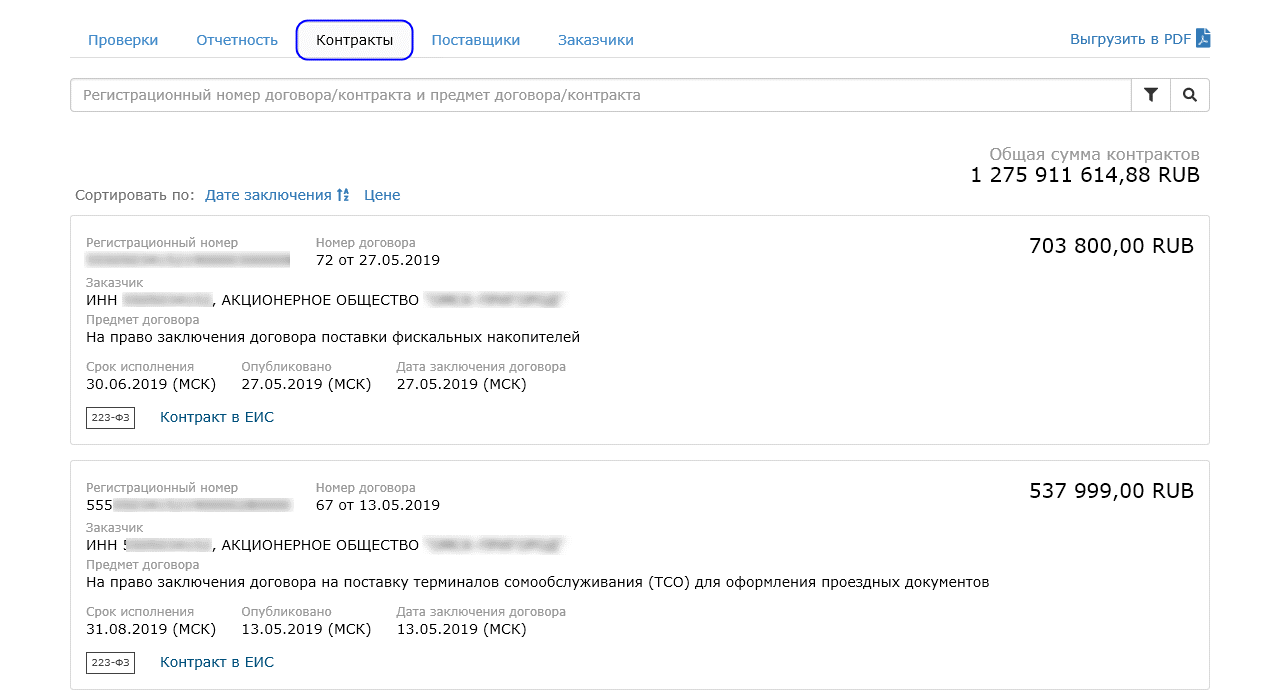 Проверки Отчетность Контракты Поставщики Заказчики Выгрузить в PDF
Регистрационный номер договора/контракта и предмет договора/контракта
Общая сумма контрактов
1 275 911 614,88 RUB
Сортировать по: Дате заключения Цене
Регистрационный номер Номер договора
703 800,00 RUB
72 от 27.05.2019
Заказчик
ИНН , АКЦИОНЕРНОЕ ОБЩЕСТВО
Предмет договора
На право заключения договора поставки фискальных накопителей
Срок исполнения Опубликовано Дата заключения договора
30.06.2019 (МСК) 27.05.2019 (МСК) 27.05.2019 (МСК)
223-ФЗ Контракт в ЕИС
Регистрационный номер Номер договора
537 999,00 RUB
555 67 от 13.05.2019
Заказчик
ИНН , АКЦИОНЕРНОЕ ОБЩЕСТВО
Предмет договора
На право заключения договора на поставку терминалов сомообслуживания (ТСО) для оформления проездных документов
Срок исполнения Опубликовано Дата заключения договора
31.08.2019 (МСК) 13.05.2019 (МСК) 13.05.2019 (МСК)
223-ФЗ Контракт в ЕИС